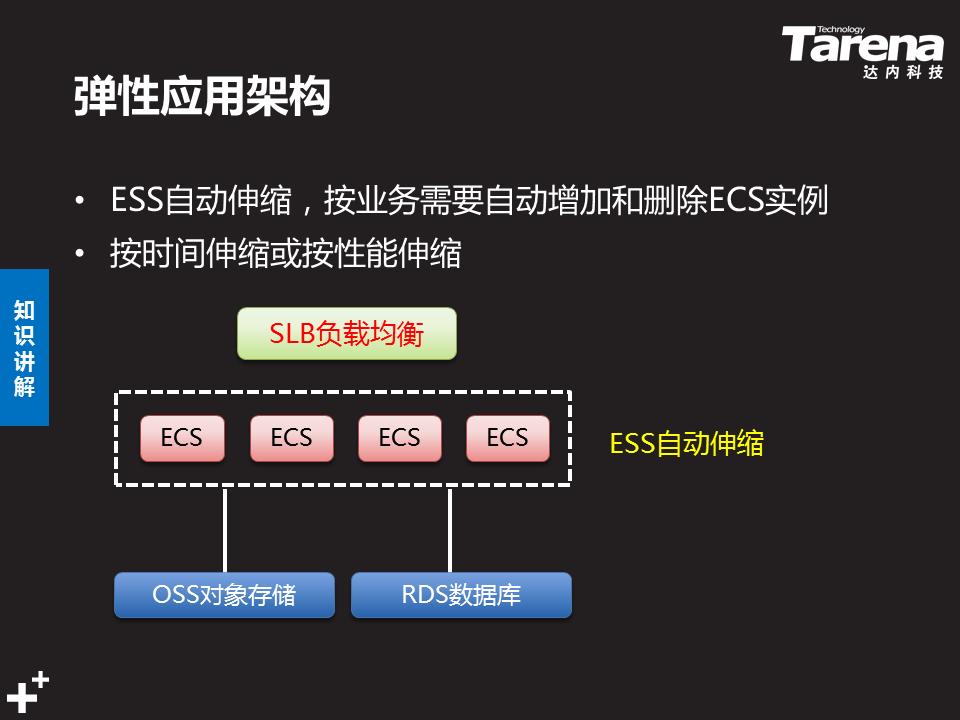 Technology
Tarena
达内科技
弹性应用架构
• ESS自动伸缩，按业务需要自动增加和删除ECS实例
• 按时间伸缩或按性能伸缩
知识讲解
SLB负载均衡
ECS ECS ECS ECS
ESS自动伸缩
OSS对象存储 RDS数据库